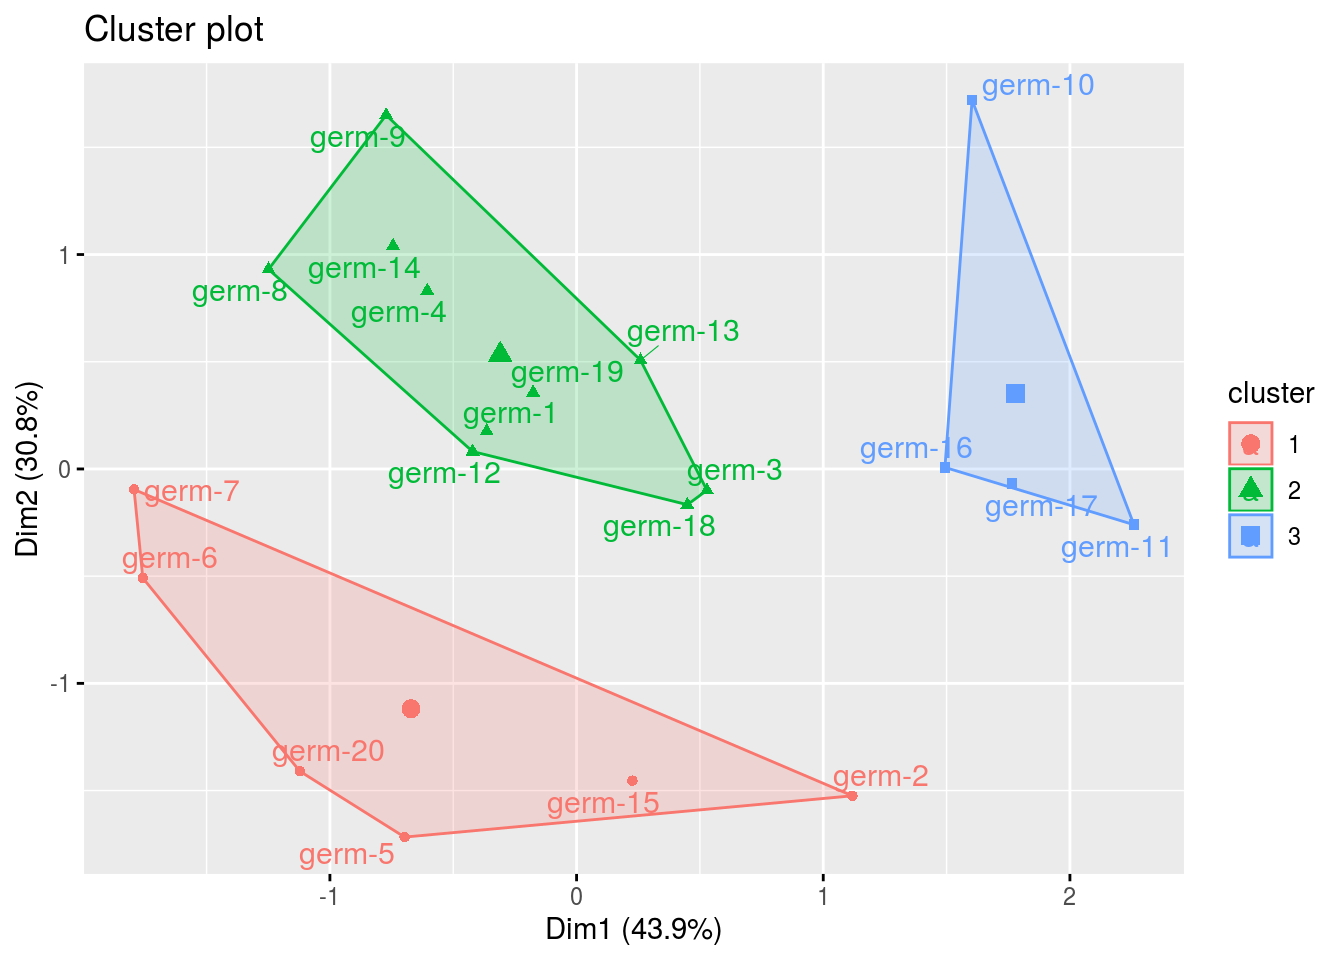 Cluster plot
germ-10
germ-9
germ-14
germ-8
germ-4
germ-13
germ-19
germ-1
germ-16
germ-12
germ-3
germ-7
germ-17
germ-18
germ-11
germ-6
germ-20
germ-2
germ-15
germ-5
1
0
-1
Dim2 (30.8%)
-1
0
1
2
Dim1 (43.9%)
cluster
a 1
a 2
a 3